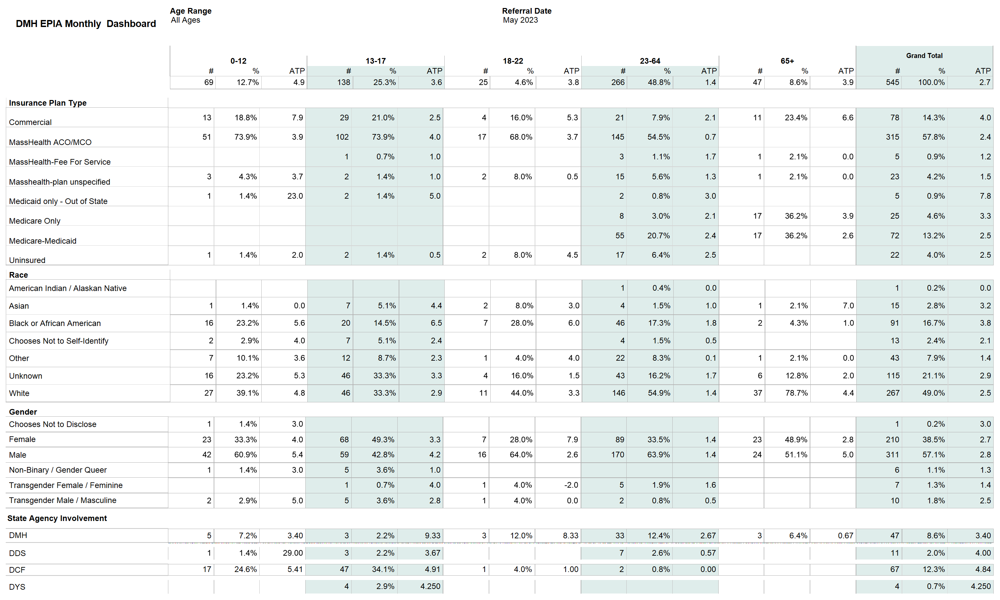 Age Range
Referral Date
All Ages
May 2023
DMH EPIA Monthly  Dashboard
Grand Total
0-12 13-17 18-22 23-64 65+
# % ATP # % ATP # % ATP # % ATP # % ATP # % ATP
69 12.7% 4.9 138 25.3% 3.6 25 4.6% 3.8 266 48.8% 1.4 47 8.6% 3.9 545 100.0% 2.7
Insurance Plan Type
Commercial 13 18.8% 7.9 29 21.0% 2.5 4 16.0% 5.3 21 7.9% 2.1 11 23.4% 6.6 78 14.3% 4.0
MassHealth ACO/MCO 51 73.9% 3.9 102 73.9% 4.0 17 68.0% 3.7 145 54.5% 0.7 315 57.8% 2.4
MassHealth-Fee For Service 1 0.7% 1.0 3 1.1% 1.7 1 2.1% 0.0 5 0.9% 1.2
Masshealth-plan unspecified 3 4.3% 3.7 2 1.4% 1.0 2 8.0% 0.5 15 5.6% 1.3 1 2.1% 0.0 23 4.2% 1.5
Medicaid only - Out of State 1 1.4% 23.0 2 1.4% 5.0 2 0.8% 3.0 5 0.9% 7.8
Medicare Only 8 3.0% 2.1 17 36.2% 3.9 25 4.6% 3.3
Medicare-Medicaid 55 20.7% 2.4 17 36.2% 2.6 72 13.2% 2.5
Uninsured 1 1.4% 2.0 2 1.4% 0.5 2 8.0% 4.5 17 6.4% 2.5 22 4.0% 2.5
Race
American Indian / Alaskan Native 1 0.4% 0.0 1 0.2% 0.0
Asian 1 1.4% 0.0 7 5.1% 4.4 2 8.0% 3.0 4 1.5% 1.0 1 2.1% 7.0 15 2.8% 3.2
Black or African American 16 23.2% 5.6 20 14.5% 6.5 7 28.0% 6.0 46 17.3% 1.8 2 4.3% 1.0 91 16.7% 3.8
Chooses Not to Self-Identify 2 2.9% 4.0 7 5.1% 2.4 4 1.5% 0.5 13 2.4% 2.1
Other 7 10.1% 3.6 12 8.7% 2.3 1 4.0% 4.0 22 8.3% 0.1 1 2.1% 0.0 43 7.9% 1.4
Unknown 16 23.2% 5.3 46 33.3% 3.3 4 16.0% 1.5 43 16.2% 1.7 6 12.8% 2.0 115 21.1% 2.9
White 27 39.1% 4.8 46 33.3% 2.9 11 44.0% 3.3 146 54.9% 1.4 37 78.7% 4.4 267 49.0% 2.5
Gender
Chooses Not to Disclose 1 1.4% 3.0 1 0.2% 3.0
Female 23 33.3% 4.0 68 49.3% 3.3 7 28.0% 7.9 89 33.5% 1.4 23 48.9% 2.8 210 38.5% 2.7
Male 42 60.9% 5.4 59 42.8% 4.2 16 64.0% 2.6 170 63.9% 1.4 24 51.1% 5.0 311 57.1% 2.8
Non-Binary / Gender Queer 1 1.4% 3.0 5 3.6% 1.0 6 1.1% 1.3
Transgender Female / Feminine 1 0.7% 4.0 1 4.0% -2.0 5 1.9% 1.6 7 1.3% 1.4
Transgender Male / Masculine 2 2.9% 5.0 5 3.6% 2.8 1 4.0% 0.0 2 0.8% 0.5 10 1.8% 2.5
State Agency Involvement
DMH 5 7.2% 3.40 3 2.2% 9.33 3 12.0% 8.33 33 12.4% 2.67 3 6.4% 0.67 47 8.6% 3.40
DDS 1 1.4% 29.00 3 2.2% 3.67 7 2.6% 0.57 11 2.0% 4.00
DCF 17 24.6% 5.41 47 34.1% 4.91 1 4.0% 1.00 2 0.8% 0.00 67 12.3% 4.84
DYS 4 2.9% 4.250 4 0.7% 4.250